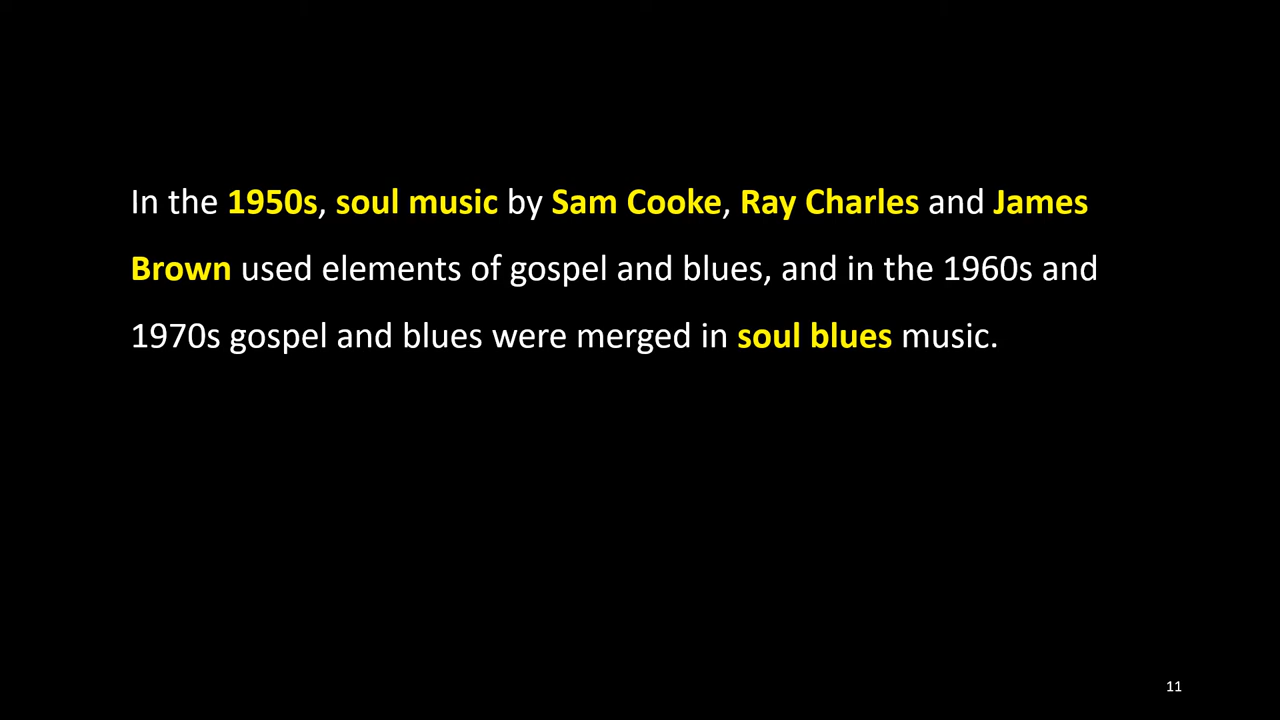 In the 1950s, soul music by Sam Cooke, Ray Charles and James
Brown used elements of gospel and blues, and in the 1960s and
1970s gospel and blues were merged in soul blues music.
11